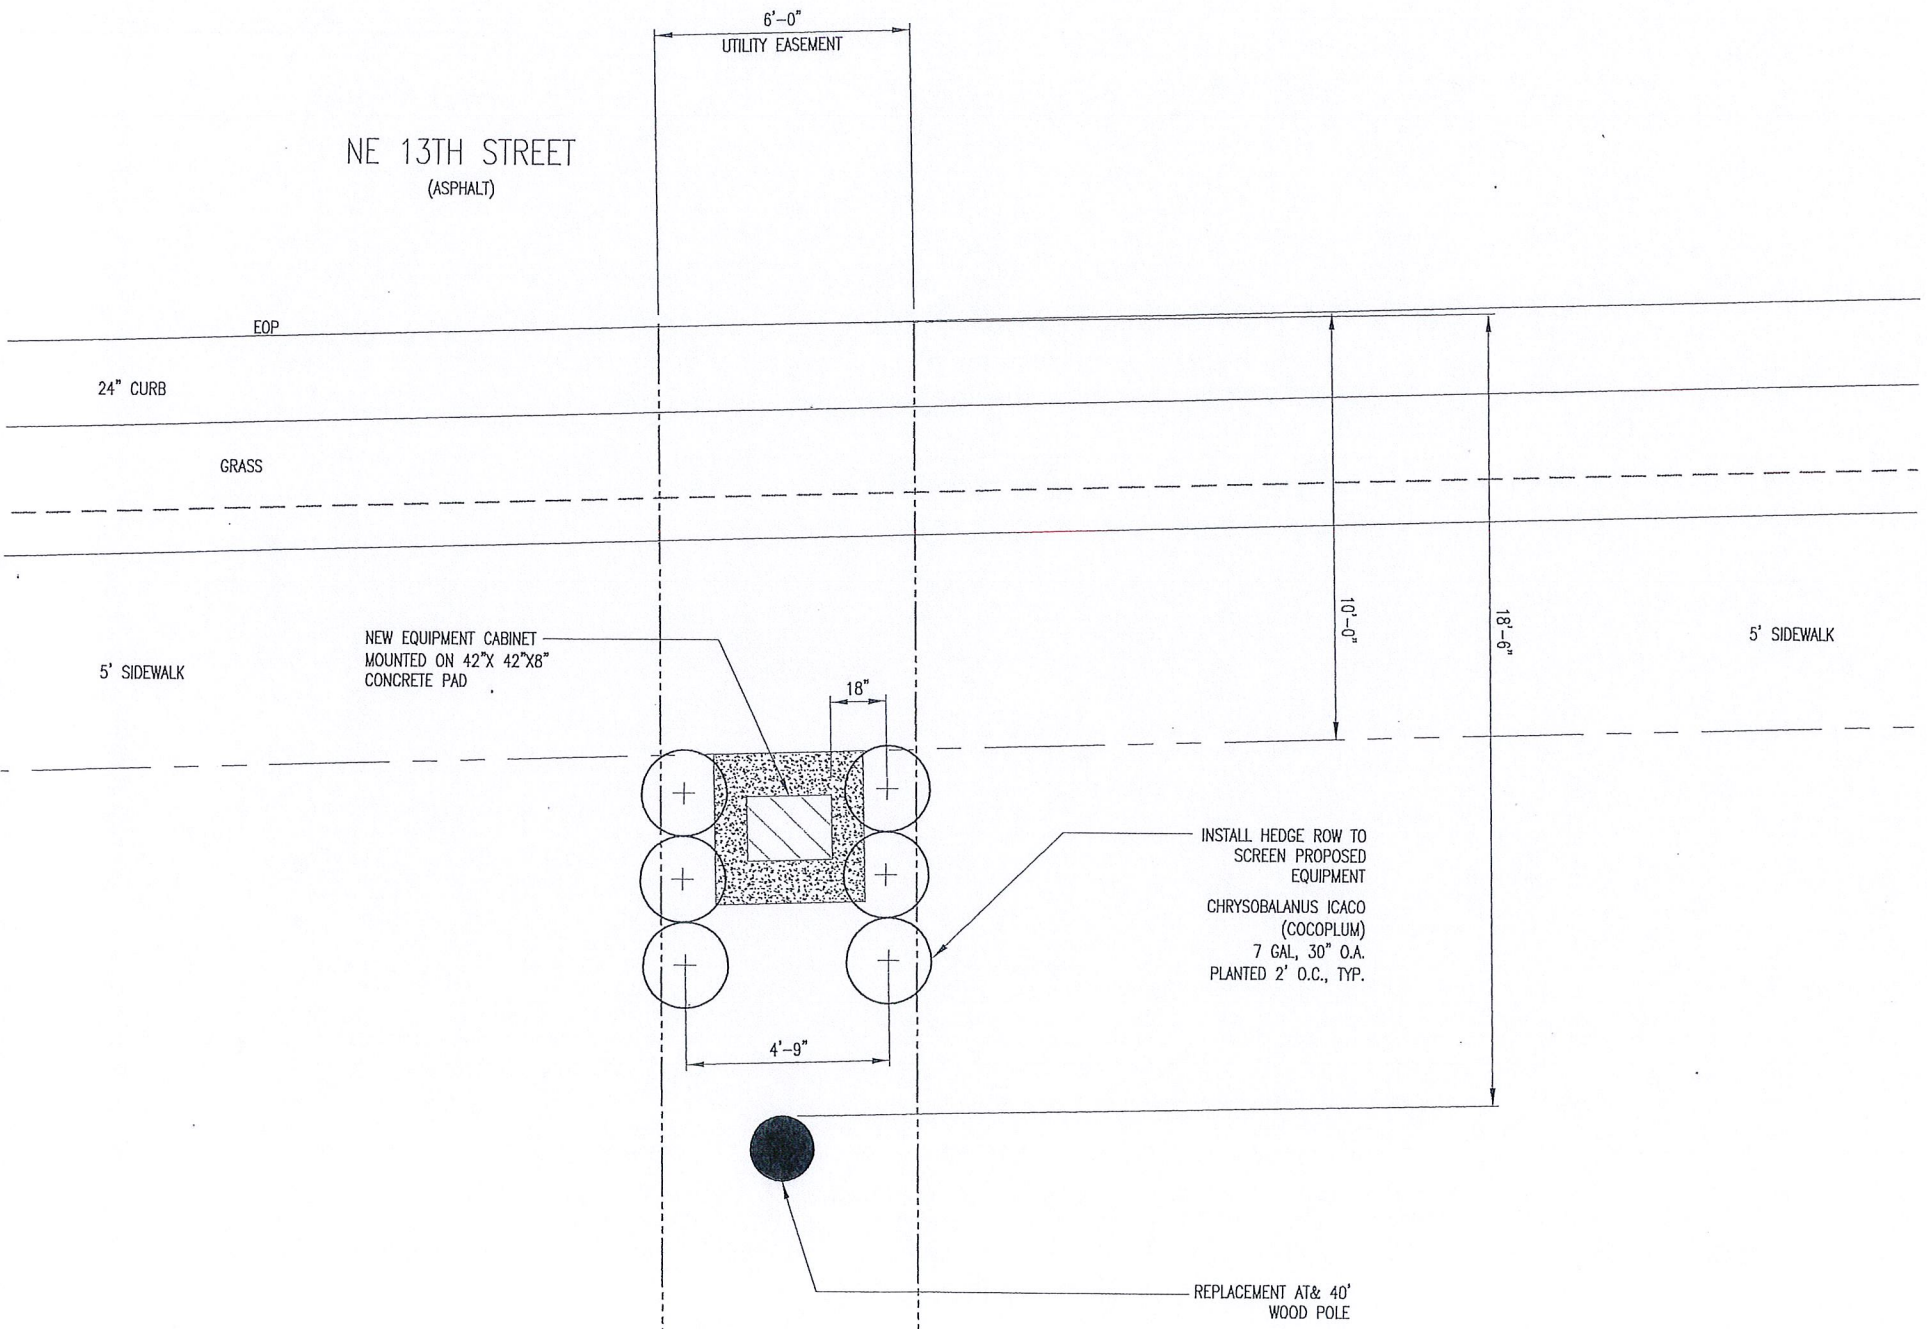 6'-0"
UTILITY EASEMENT
NE 13TH STREET
(ASPHALT)
EOP
24" CURB
GRASS
10'-0"
18'-6"
5' SIDEWALK
NEW EQUIPMENT CABINET
MOUNTED ON 42"X 42"X8"
CONCRETE PAD
5' SIDEWALK
18"
INSTALL HEDGE ROW TO
SCREEN PROPOSED
EQUIPMENT
CHRYSOBALANUS ICACO
(COCOPLUM)
7 GAL, 30" O.A.
PLANTED 2' O.C., TYP.
4'-9"
REPLACEMENT AT& 40'
WOOD POLE